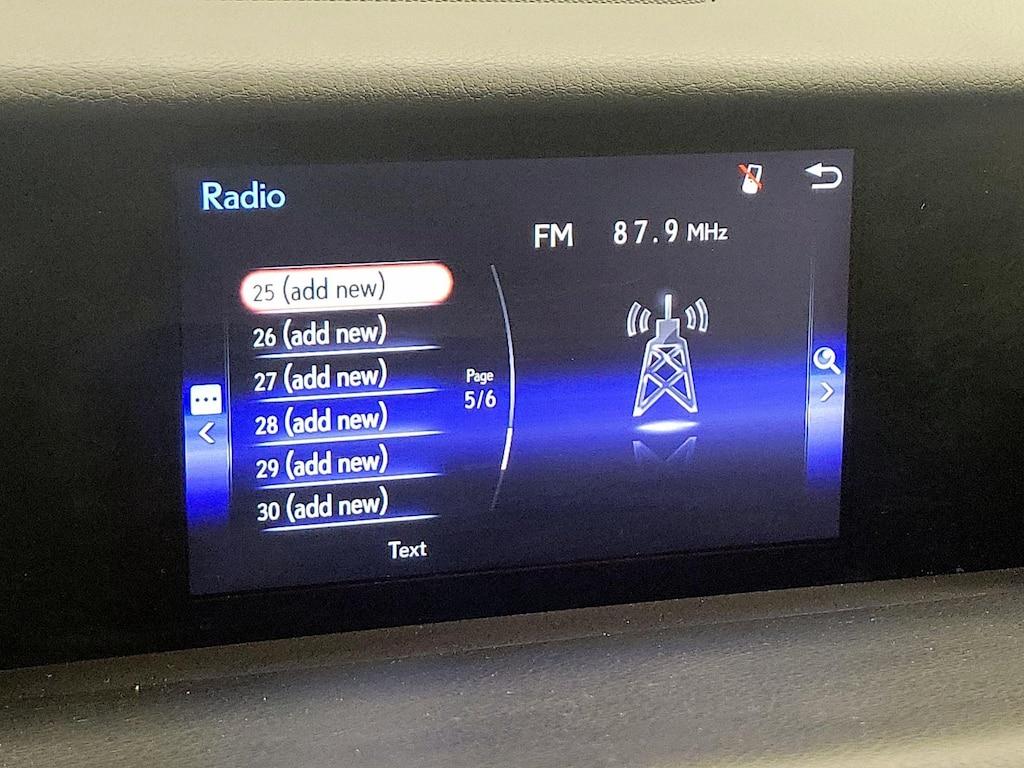 Radio
FM 87.9 MHz
25 (add new)
26 (add new)
27 (add new)
28 (add new)
29 (add new)
30 (add new)
Page
5/6
Text